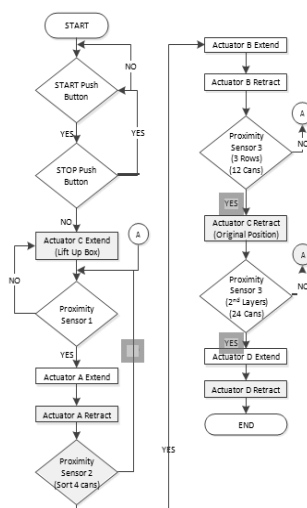 START
NO
START Push
Button
YES
YES
STOP Push
Button
NO
Actuator C Extend
(Lift Up Box)
A
NO
Proximity
Sensor 1
YES
Actuator A Extend
Actuator A Retract
Proximity
Sensor 2
(Sort 4 cans)
YES
Actuator B Extend
Actuator B Retract
A
Proximity
Sensor 3
(3 Rows)
(12 Cans)
NO
YES
Actuator C Retract
(Original Position)
A
Proximity
Sensor 3
(2nd Layers)
(24 Cans)
NO
YES
Actuator D Extend
Actuator D Retract
END